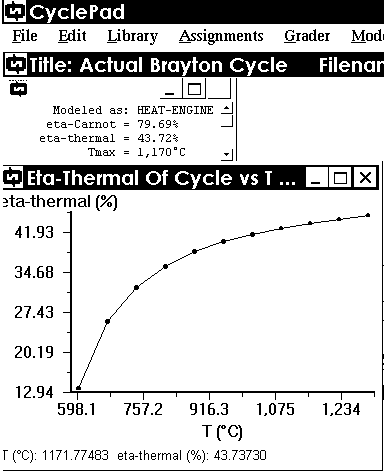 CyclePad
File Edit Library Assignments Grader
Title: Actual Brayton Cycle
Modeled as: HEAT-ENGINE
eta-Carnot = 79.69%
eta-thermal = 43.72%
Tmax = 1,170°C
Eta-Thermal Of Cycle vs T ...
eta-thermal (%)
41.93
34.68
27.43
20.19
12.94
598.1 757.2 916.3 1,075 1,234
T (°C)
T (°C): 1171.77483 eta-thermal (%): 43.73730